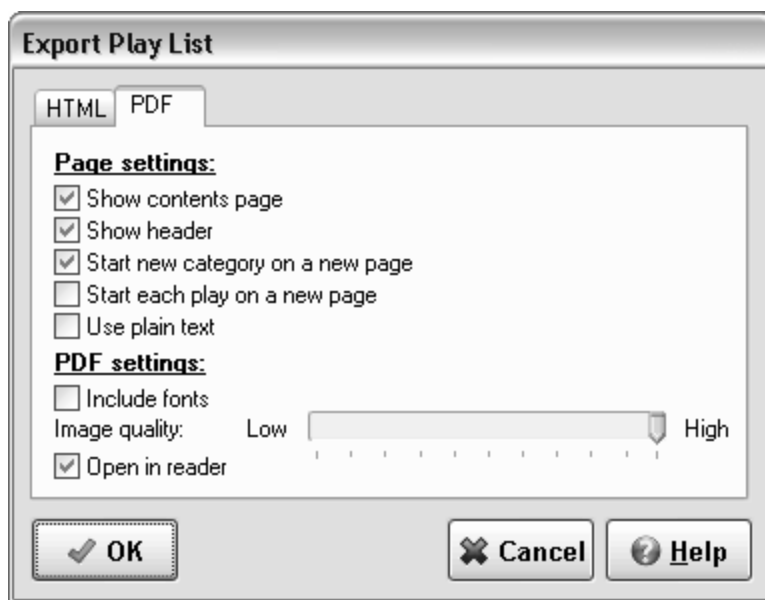 Export Play List
HTML PDF
Page settings:
Show contents page
Show header
Start new category on a new page
Start each play on a new page
Use plain text
PDF settings:
Include fonts
Image quality: Low High
Open in reader
OK Cancel Help